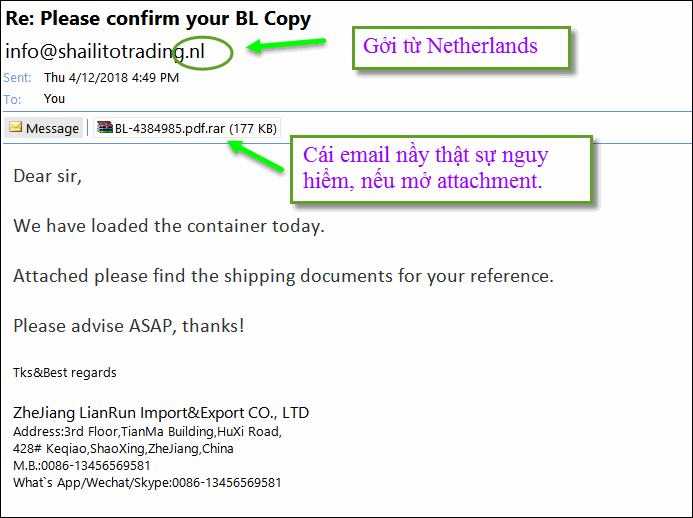 Re: Please confirm your BL Copy
info@shailitotrading.nl
Gởi từ Netherlands
Sent: Thu 4/12/2018 4:49 PM
To: You
Message BL-4384985.pdf.rar (177 KB)
Cái email nầy thật sự nguy
hiểm, nếu mở attachment.
Dear sir,
We have loaded the container today.
Attached please find the shipping documents for your reference.
Please advise ASAP, thanks!
Tks&Best regards
ZheJiang LianRun Import&Export CO., LTD
Address:3rd Floor,TianMa Building,HuXi Road,
428# Keqiao,ShaoXing,ZheJiang,China
M.B.:0086-13456569581
What`s App/Wechat/Skype:0086-13456569581